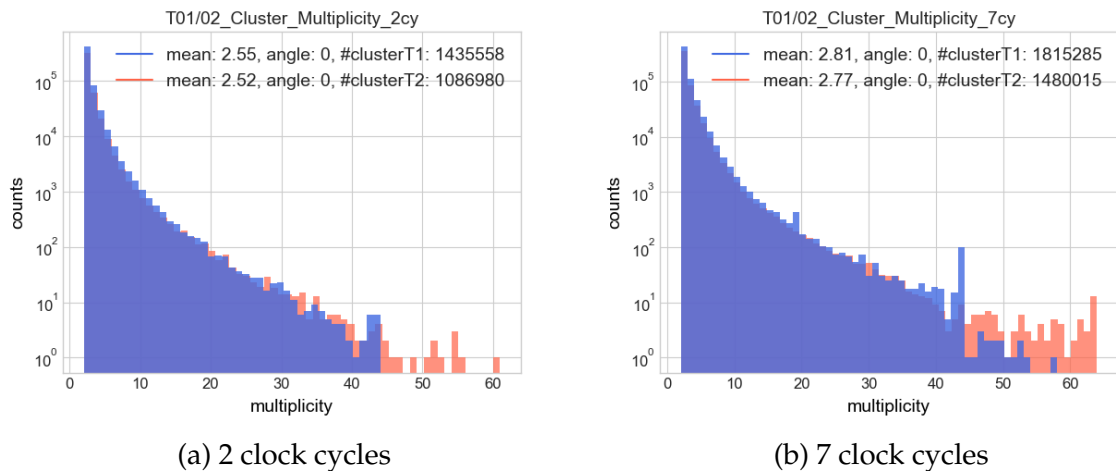 T01/02_Cluster_Multiplicity_2cy
mean: 2.55, angle: 0, #clusterT1: 1435558
mean: 2.52, angle: 0, #clusterT2: 1086980
10^5
10^4
10^3
10^2
10^1
10^0
counts
0 10 20 30 40 50 60
multiplicity
(a) 2 clock cycles
T01/02_Cluster_Multiplicity_7cy
mean: 2.81, angle: 0, #clusterT1: 1815285
mean: 2.77, angle: 0, #clusterT2: 1480015
10^5
10^4
10^3
10^2
10^1
10^0
counts
0 10 20 30 40 50 60
multiplicity
(b) 7 clock cycles